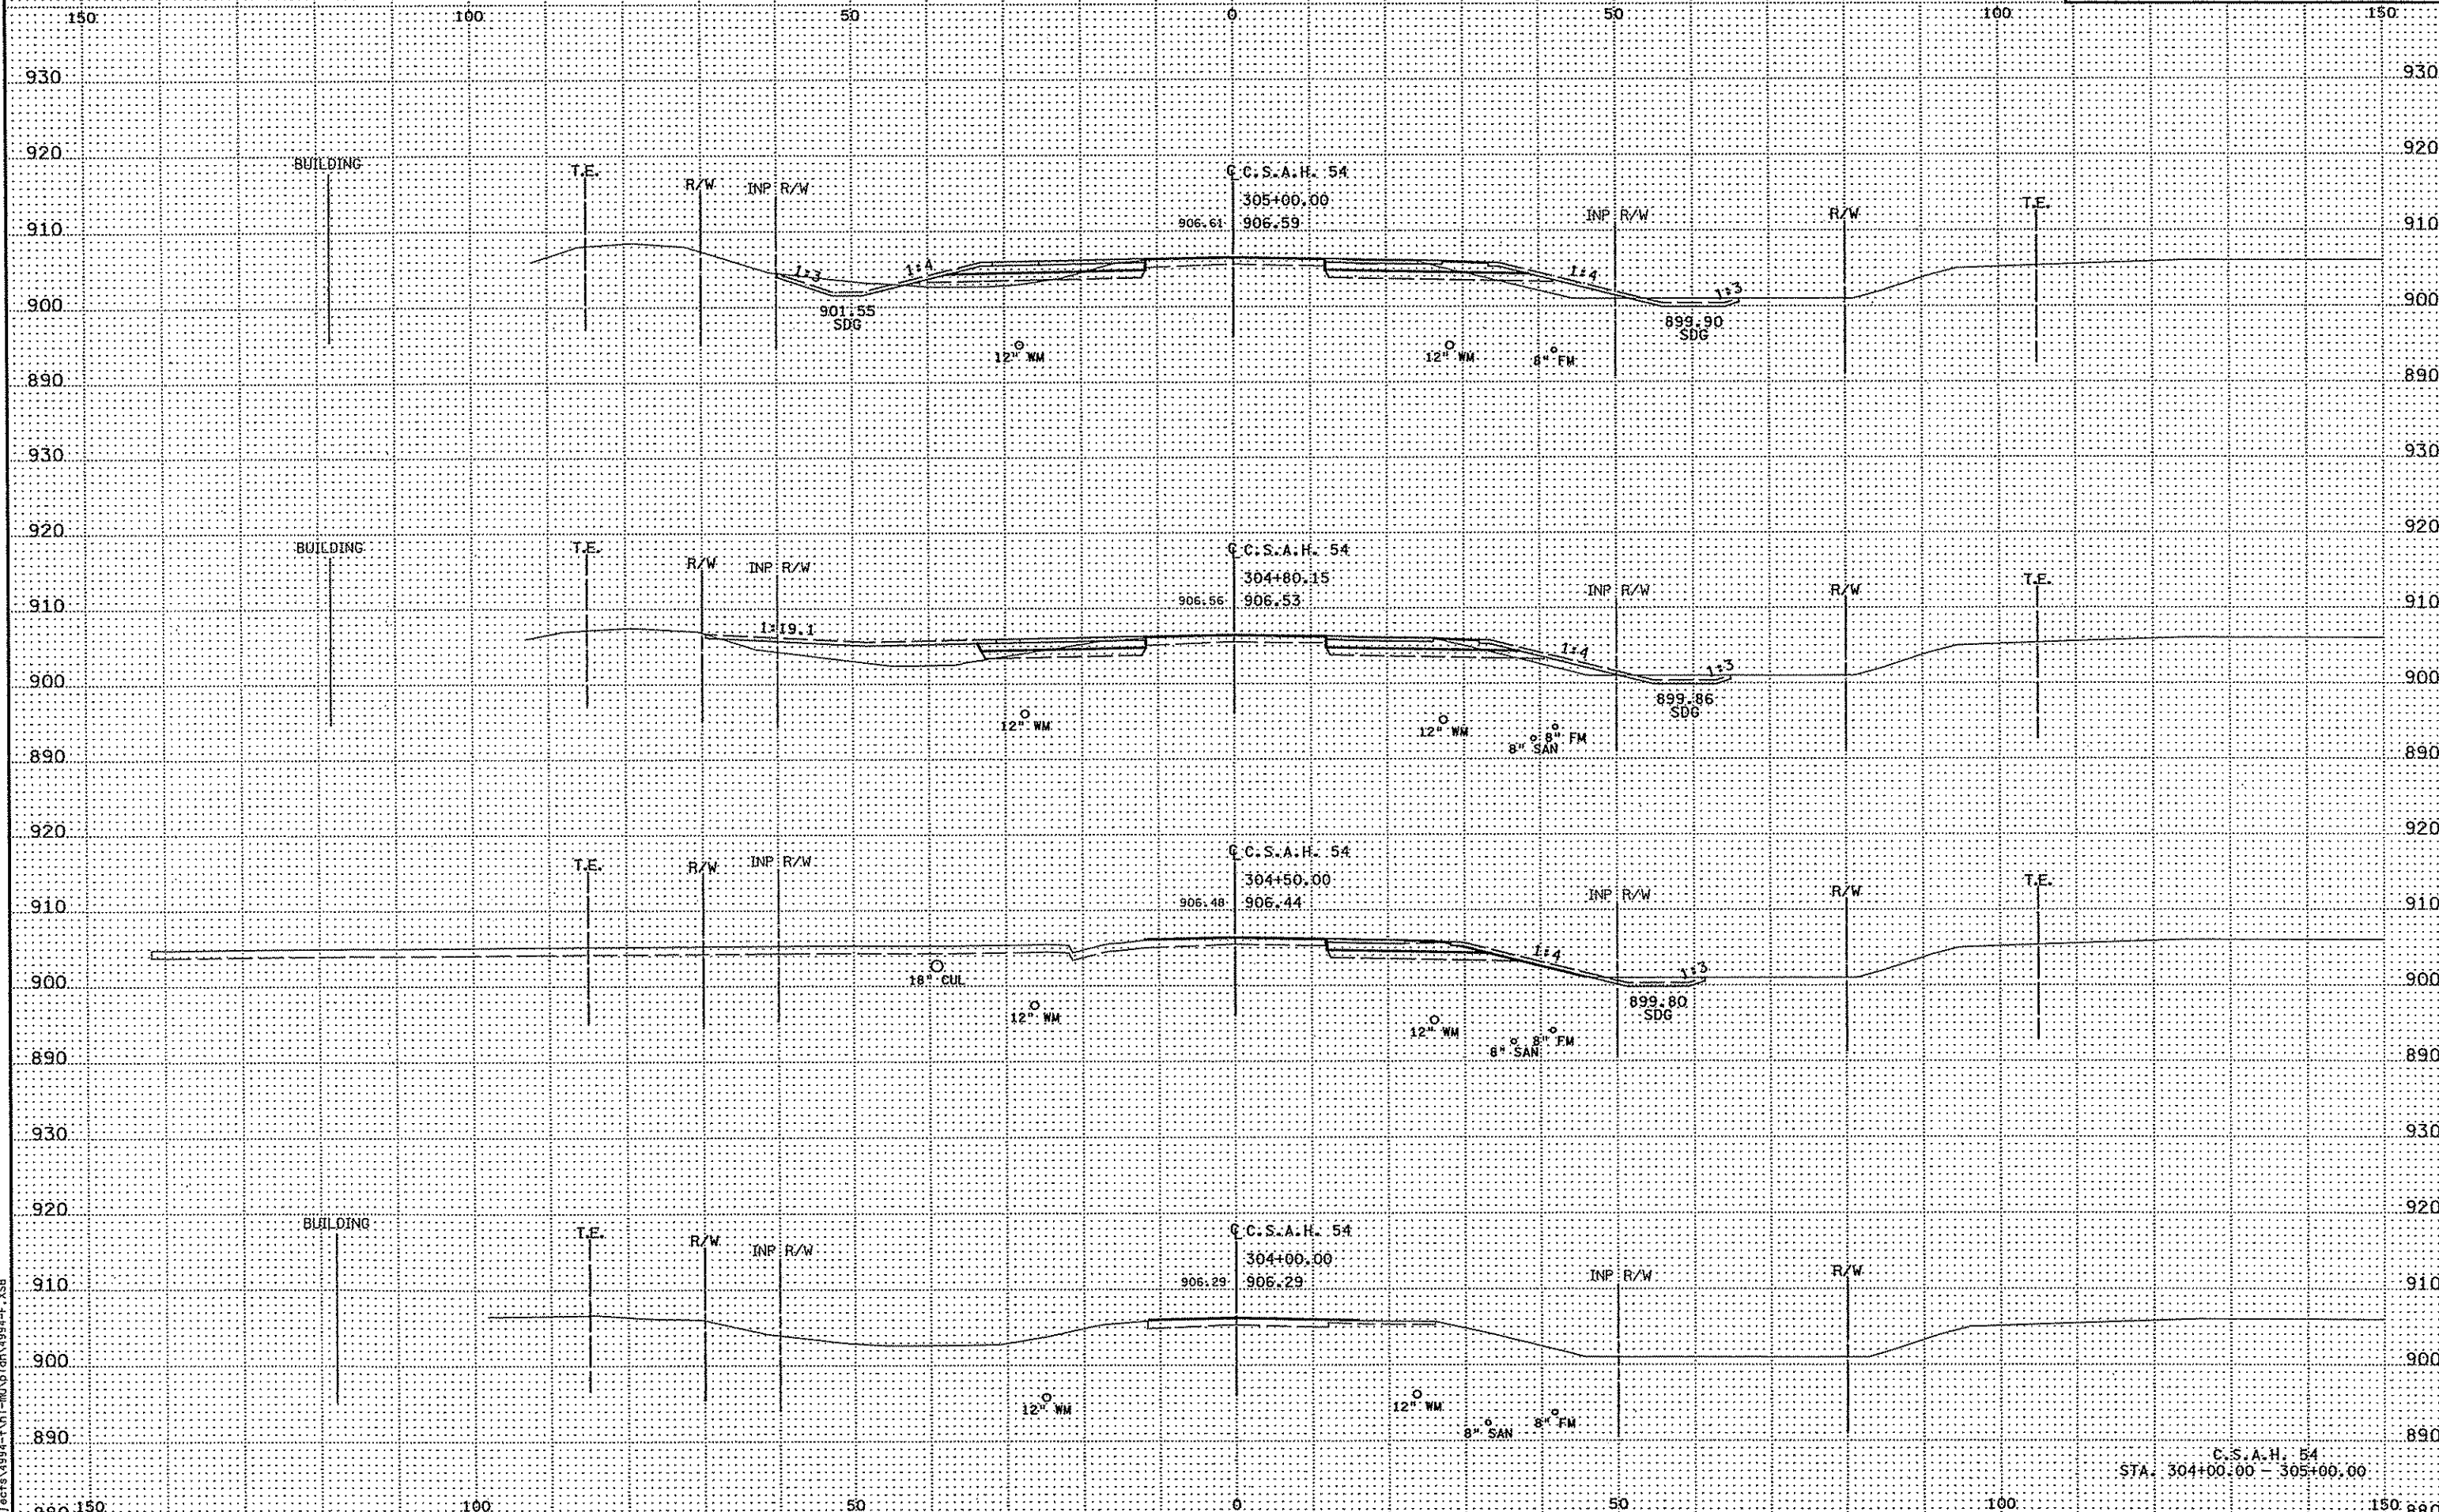 150 100 50 0 50 100 150
930 930
920 920
BUILDING T.E. R/W INP R/W ℄ C.S.A.H. 54 INP R/W R/W T.E.
305+00.00
906.61 906.59
910 910
1:3 1:4 1:4 1:3
900 900
901.55 899.90
SDG SDG
12" WM 12" WM 8" FM
890 890
930 930
920 920
BUILDING T.E. R/W INP R/W ℄ C.S.A.H. 54 INP R/W R/W T.E.
304+80.15
906.56 906.53
910 910
1:19.1 1:4 1:3
900 900
899.86
SDG
12" WM 12" WM 8" FM
8" SAN
890 890
920 920
T.E. R/W INP R/W ℄ C.S.A.H. 54 INP R/W R/W T.E.
304+50.00
906.48 906.44
910 910
1:4 1:3
18" CUL
900 900
899.80
SDG
12" WM 12" WM 8" FM
8" SAN
890 890
930 930
920 920
BUILDING T.E. R/W INP R/W ℄ C.S.A.H. 54 INP R/W R/W
304+00.00
906.29 906.29
910 910
900 900
12" WM 12" WM 8" FM
8" SAN
890 890
C.S.A.H. 54
STA. 304+00.00 - 305+00.00
150 100 50 0 50 100 150